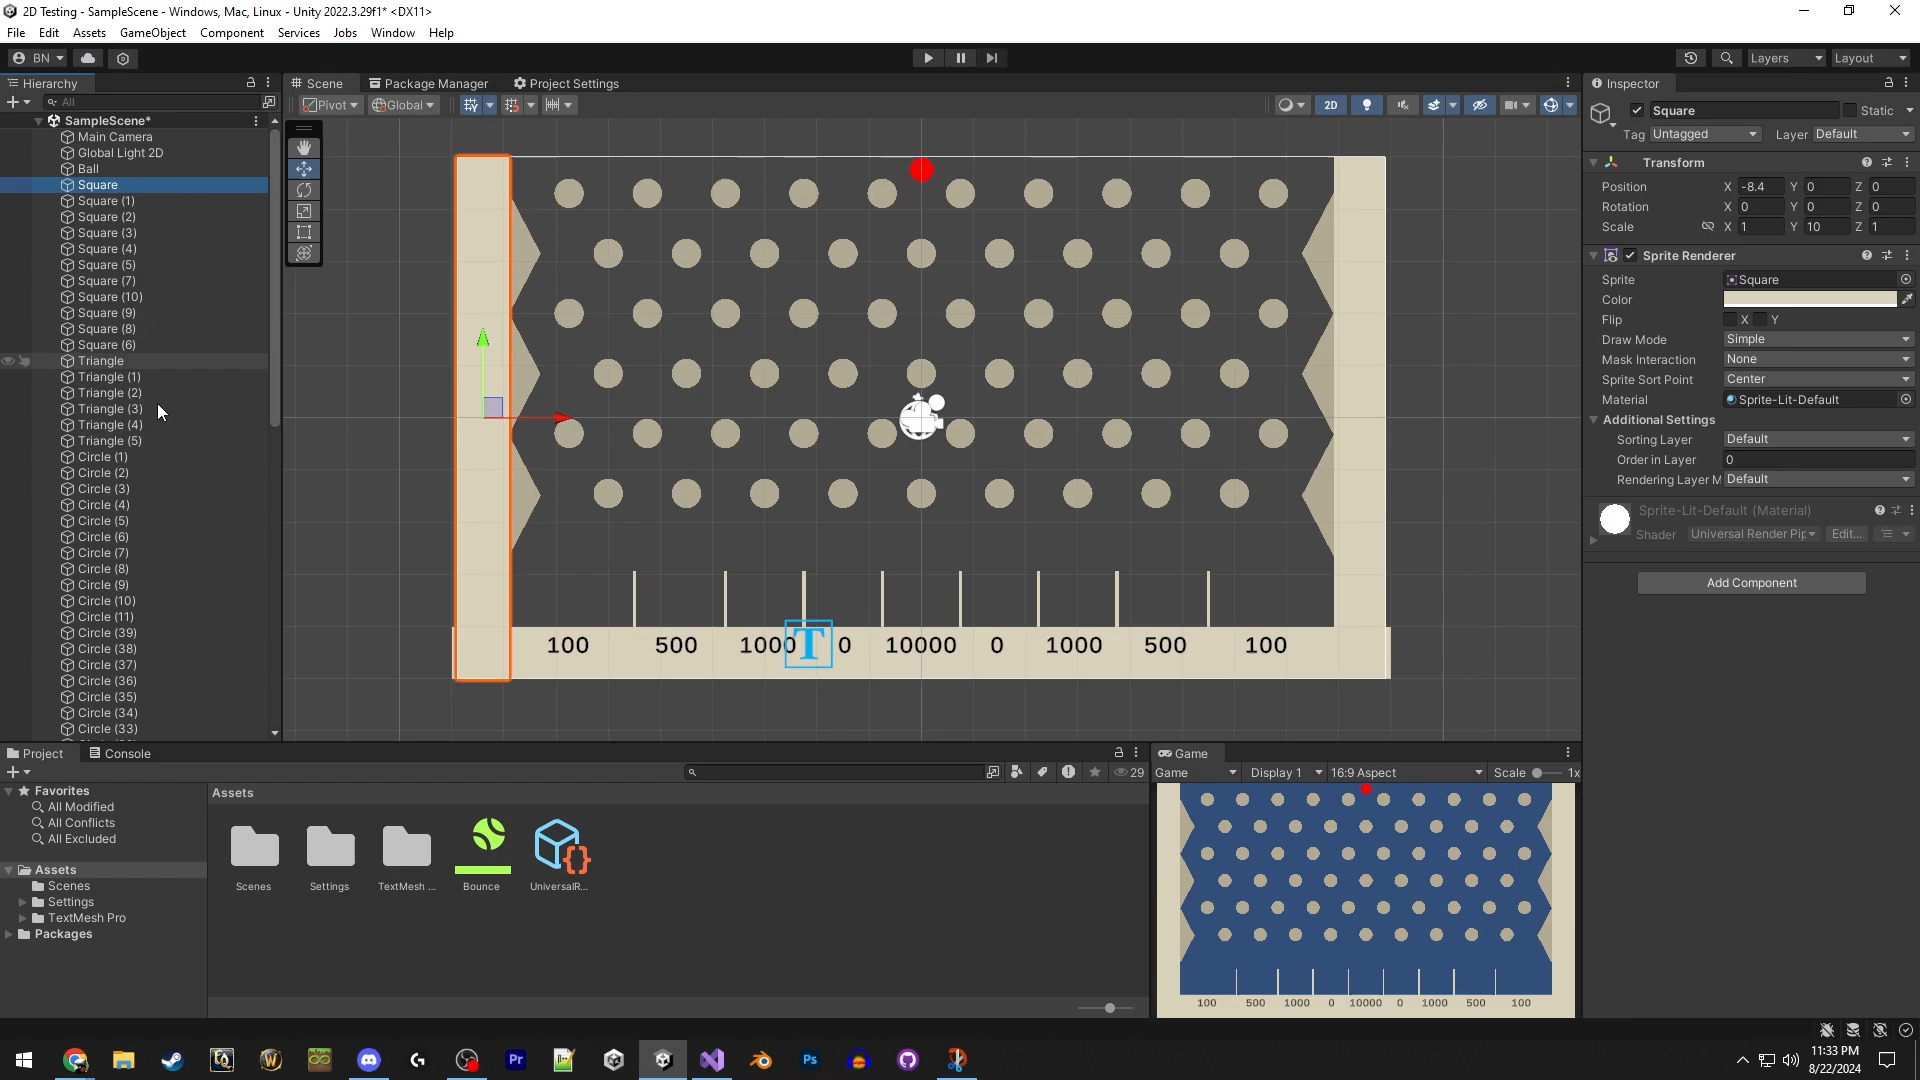 2D Testing - SampleScene - Windows, Mac, Linux - Unity 2022.3.29f1* <DX11>
File Edit Assets GameObject Component Services Jobs Window Help
BN
Layers Layout
Hierarchy
All
SampleScene*
Main Camera
Global Light 2D
Ball
Square
Square (1)
Square (2)
Square (3)
Square (4)
Square (5)
Square (7)
Square (10)
Square (9)
Square (8)
Square (6)
Triangle
Triangle (1)
Triangle (2)
Triangle (3)
Triangle (4)
Triangle (5)
Circle (1)
Circle (2)
Circle (3)
Circle (4)
Circle (5)
Circle (6)
Circle (7)
Circle (8)
Circle (9)
Circle (10)
Circle (11)
Circle (39)
Circle (38)
Circle (37)
Circle (36)
Circle (35)
Circle (34)
Circle (33)
Scene Package Manager Project Settings
Pivot Global 2D
100 500 1000 T 0 10000 0 1000 500 100
Inspector
Square Static
Tag Untagged Layer Default
Transform
Position X -8.4 Y 0 Z 0
Rotation X 0 Y 0 Z 0
Scale X 1 Y 10 Z 1
Sprite Renderer
Sprite Square
Color
Flip X Y
Draw Mode Simple
Mask Interaction None
Sprite Sort Point Center
Material Sprite-Lit-Default
Additional Settings
Sorting Layer Default
Order in Layer 0
Rendering Layer M Default
Sprite-Lit-Default (Material)
Shader Universal Render Pip Edit...
Add Component
Project Console
29
Favorites
All Modified
All Conflicts
All Excluded
Assets
Scenes
Settings
TextMesh Pro
Packages
Assets
Scenes Settings TextMesh ... Bounce UniversalR...
Game
Game Display 1 16:9 Aspect Scale 1x
100 500 1000 0 10000 0 1000 500 100
Pr Ps
11:33 PM
8/22/2024